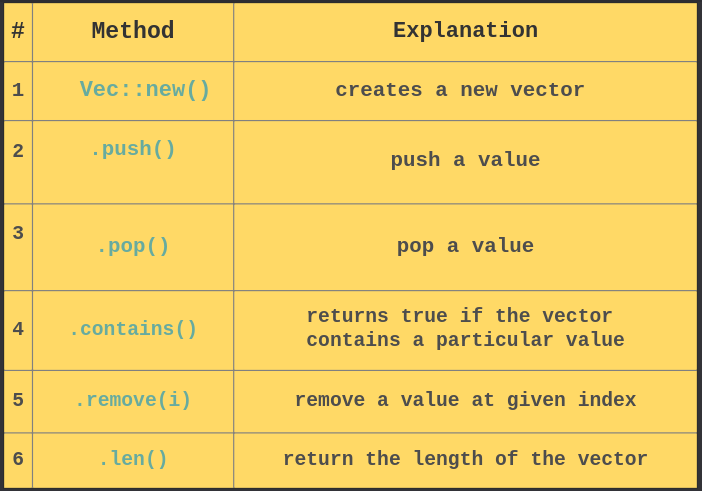 # Method Explanation
1 Vec::new() creates a new vector
2 .push() push a value
3 .pop() pop a value
4 .contains() returns true if the vector
contains a particular value
5 .remove(i) remove a value at given index
6 .len() return the length of the vector